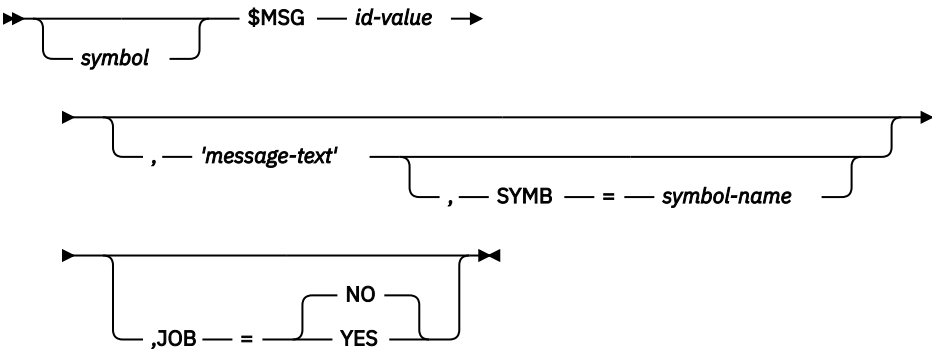 $MSG — id-value
symbol
, — 'message-text'
, — SYMB — = — symbol-name
NO
,JOB — = — YES